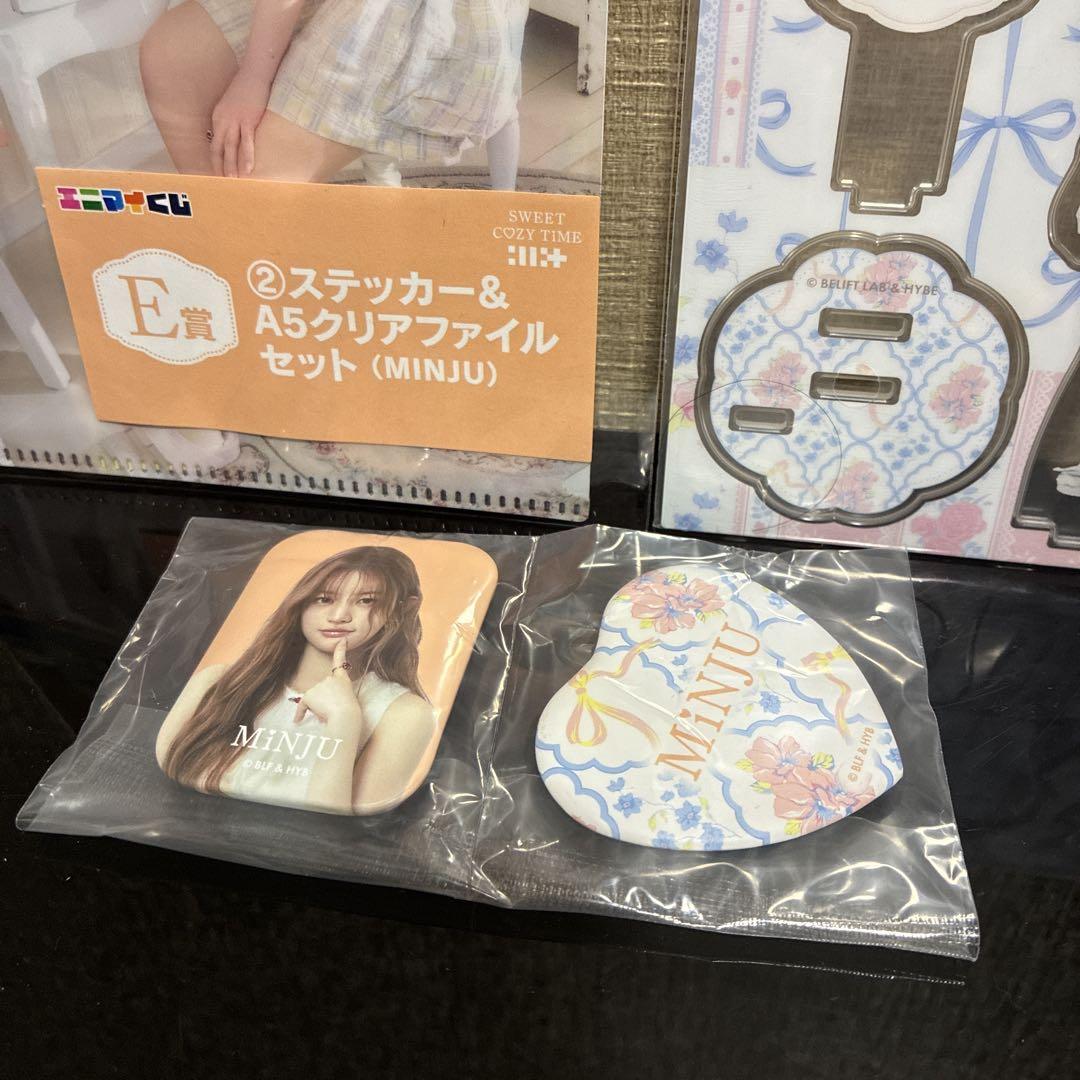 エニマイくじ
SWEET
COZY TiME
E賞
②ステッカー&
A5クリアファイル
セット（MINJU）
© BELIFT LAB & HYBE
MiNJU
© BLF & HYB
MiNJU
© BLF & HYB